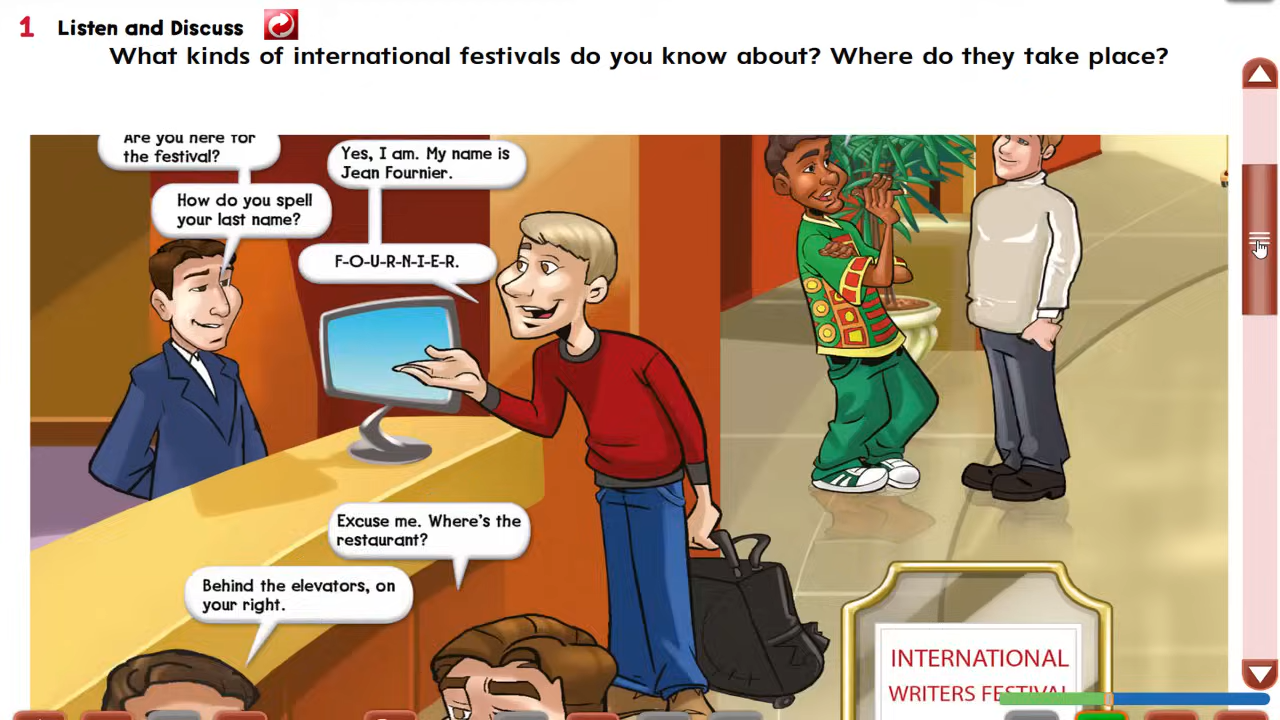 1 Listen and Discuss
What kinds of international festivals do you know about? Where do they take place?
Are you here for
the festival?
Yes, I am. My name is
Jean Fournier.
How do you spell
your last name?
F-O-U-R-N-I-E-R.
Excuse me. Where's the
restaurant?
Behind the elevators, on
your right.
INTERNATIONAL
WRITERS FESTIVAL